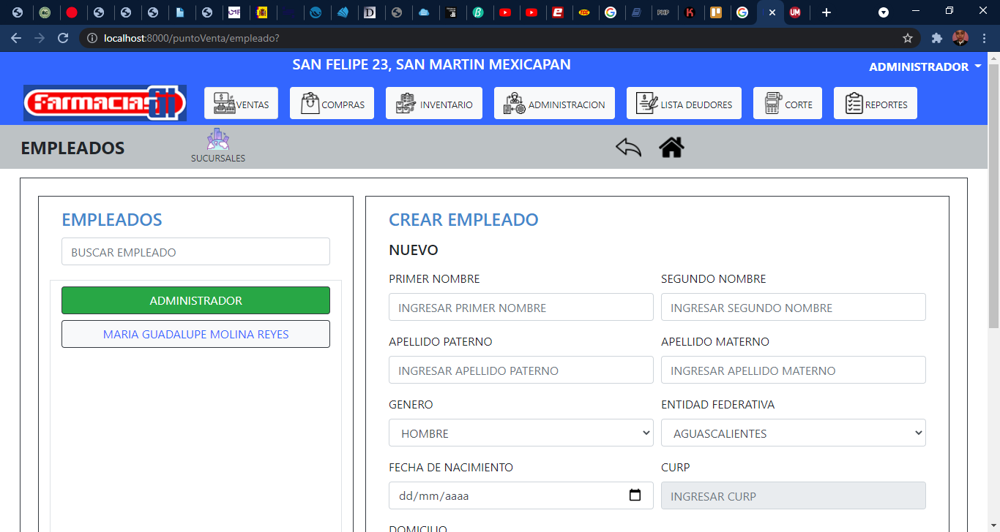 localhost:8000/puntoVenta/empleado?
SAN FELIPE 23, SAN MARTIN MEXICAPAN
ADMINISTRADOR
Farmacias GI
VENTAS
COMPRAS
INVENTARIO
ADMINISTRACION
LISTA DEUDORES
CORTE
REPORTES
EMPLEADOS
SUCURSALES
EMPLEADOS
BUSCAR EMPLEADO
ADMINISTRADOR
MARIA GUADALUPE MOLINA REYES
CREAR EMPLEADO
NUEVO
PRIMER NOMBRE
SEGUNDO NOMBRE
INGRESAR PRIMER NOMBRE
INGRESAR SEGUNDO NOMBRE
APELLIDO PATERNO
APELLIDO MATERNO
INGRESAR APELLIDO PATERNO
INGRESAR APELLIDO MATERNO
GENERO
ENTIDAD FEDERATIVA
HOMBRE
AGUASCALIENTES
FECHA DE NACIMIENTO
CURP
dd/mm/aaaa
INGRESAR CURP
DOMICILIO